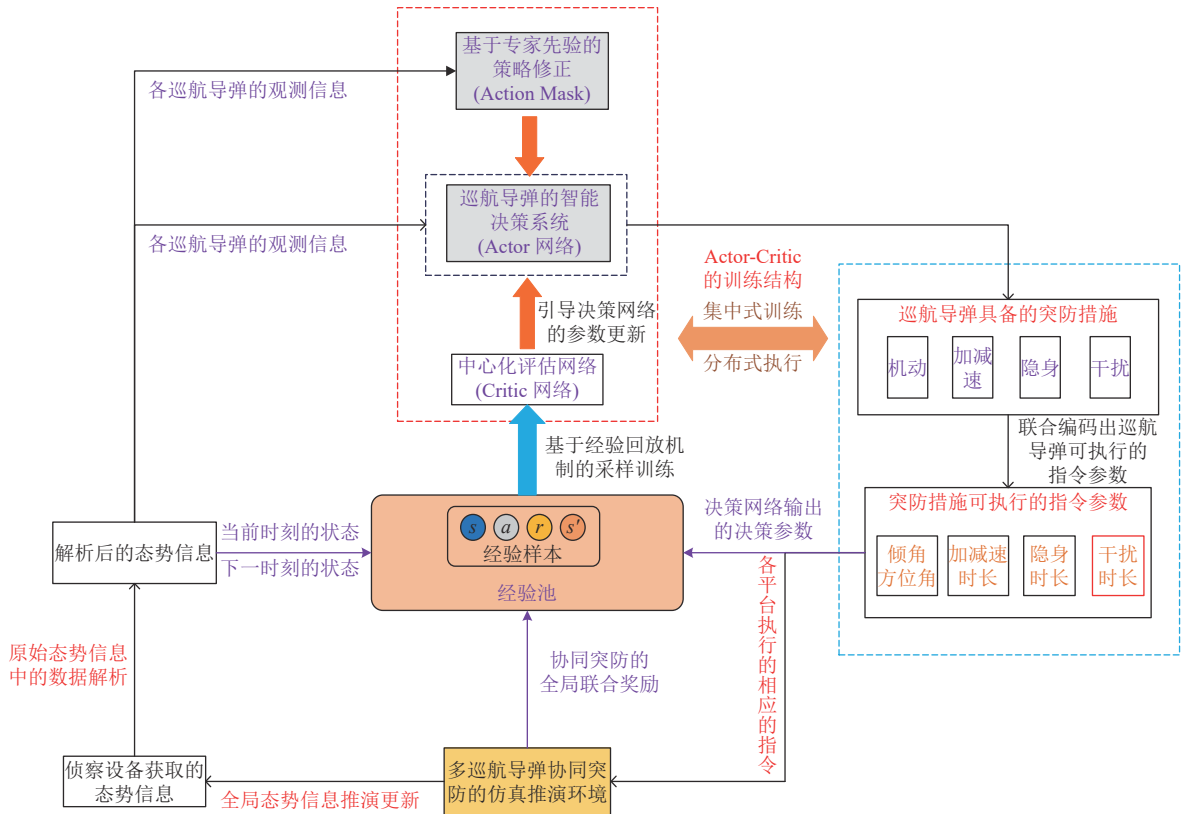 基于专家先验的
策略修正
(Action Mask)
各巡航导弹的观测信息
巡航导弹的智能
决策系统
(Actor 网络)
各巡航导弹的观测信息
引导决策网络
的参数更新
中心化评估网络
(Critic 网络)
Actor-Critic
的训练结构
集中式训练
分布式执行
巡航导弹具备的突防措施
机动
加减
速
隐身
干扰
联合编码出巡航
导弹可执行的
指令参数
突防措施可执行的指令参数
倾角
方位角
加减速
时长
隐身
时长
干扰
时长
基于经验回放机
制的采样训练
s
a
r
s′
经验样本
经验池
决策网络输出
的决策参数
解析后的态势信息
当前时刻的状态
下一时刻的状态
各平台执行的相应的指令
原始态势信息
中的数据解析
协同突防的
全局联合奖励
侦察设备获取的
态势信息
全局态势信息推演更新
多巡航导弹协同突
防的仿真推演环境